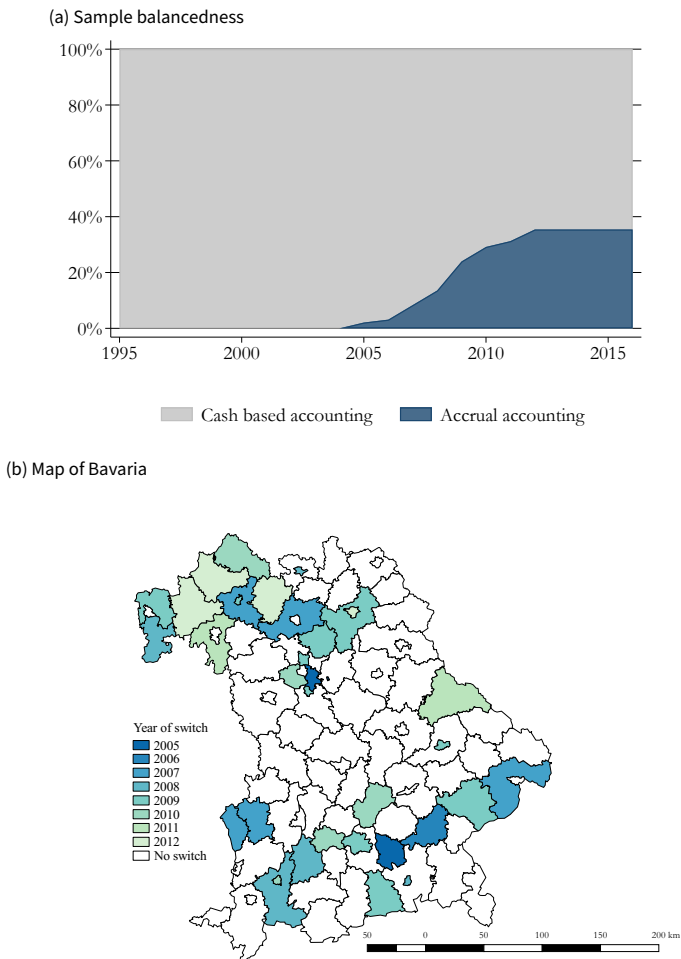 (a) Sample balancedness
100%
80%
60%
40%
20%
0%
1995 2000 2005 2010 2015
Cash based accounting Accrual accounting
(b) Map of Bavaria
Year of switch
2005
2006
2007
2008
2009
2010
2011
2012
No switch
50 0 50 100 150 200 km